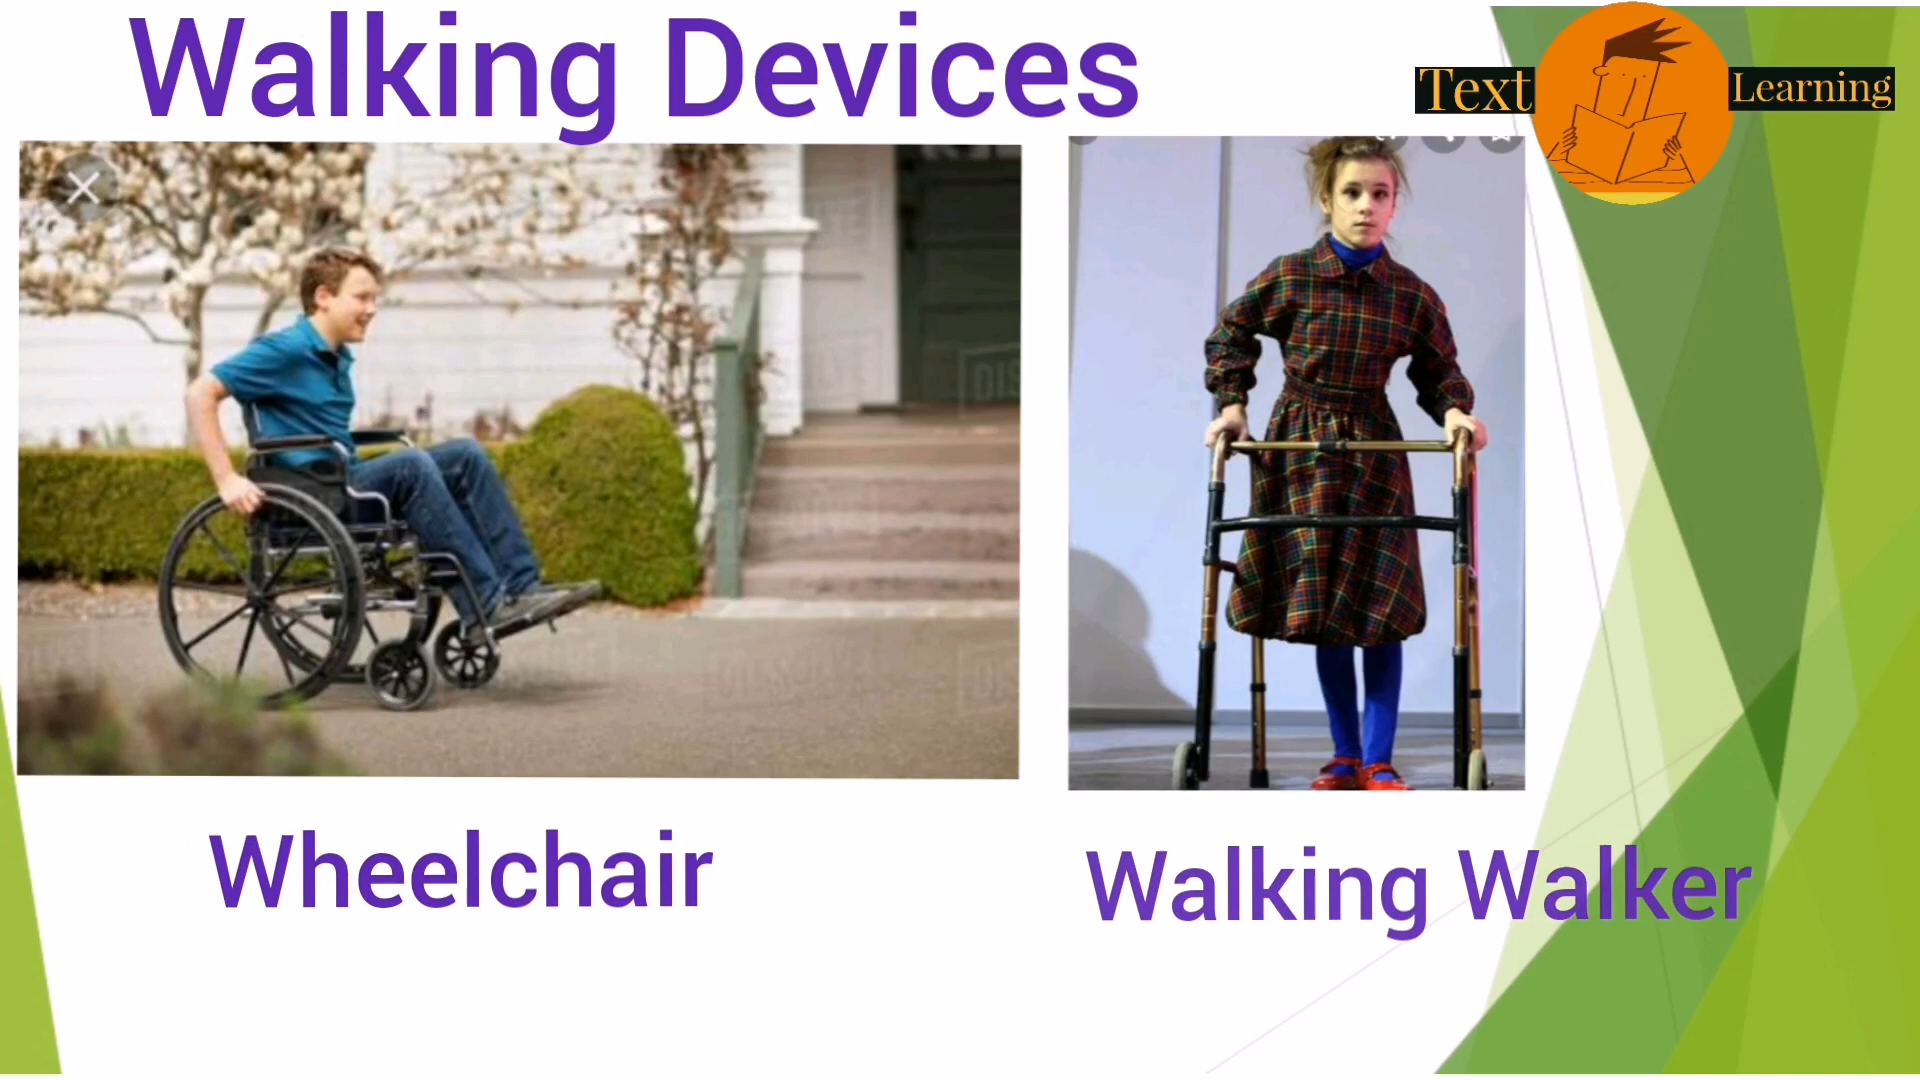 Walking Devices
Text Learning
Wheelchair
Walking Walker